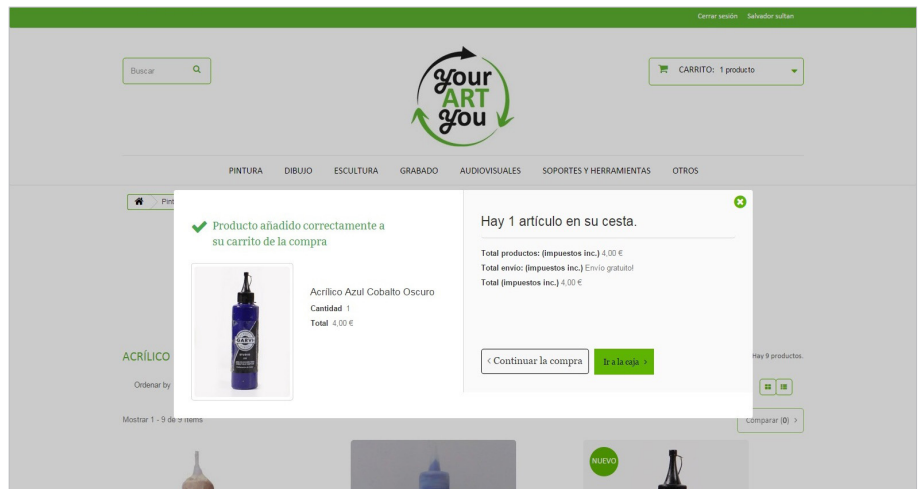 Cerrar sesión Salvador sultan
Buscar
your
ART
you
CARRITO: 1 producto
PINTURA DIBUJO ESCULTURA GRABADO AUDIOVISUALES SOPORTES Y HERRAMIENTAS OTROS
Pint
Producto añadido correctamente a
su carrito de la compra
Acrílico Azul Cobalto Oscuro
Cantidad 1
Total 4,00 €
Hay 1 artículo en su cesta.
Total productos: (impuestos inc.) 4,00 €
Total envío: (impuestos inc.) Envío gratuito!
Total (impuestos inc.) 4,00 €
Continuar la compra
Ir a la caja
ACRÍLICO
Hay 9 productos.
Ordenar by
Mostrar 1 - 9 de 9 items
Comparar (0)
NUEVO